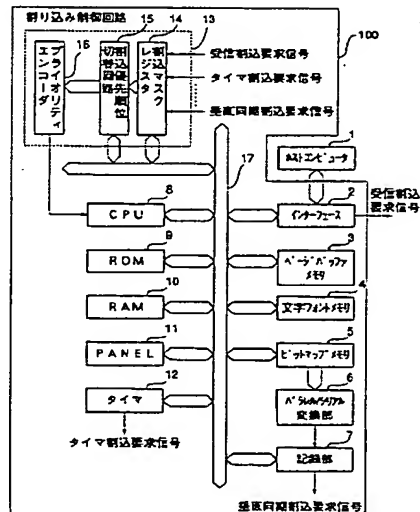 割り込み制御回路
15
14
13
100
16
プライオリティエンコーダ
割込優先順位切替回路
割込マスクレジスタ
受信割込要求信号
タイマ割込要求信号
垂直同期割込要求信号
17
1
ホストコンピュータ
8
CPU
2
インターフェース
受信割込要求信号
9
ROM
3
ページバッファメモリ
10
RAM
4
文字フォントメモリ
11
PANEL
5
ビットマップメモリ
12
タイマ
6
パラレル/シリアル変換部
タイマ割込要求信号
7
記録部
垂直同期割込要求信号